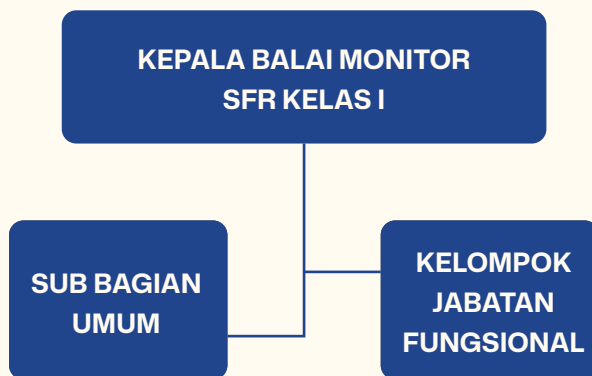 KEPALA BALAI MONITOR
SFR KELAS I
SUB BAGIAN
UMUM
KELOMPOK
JABATAN
FUNGSIONAL